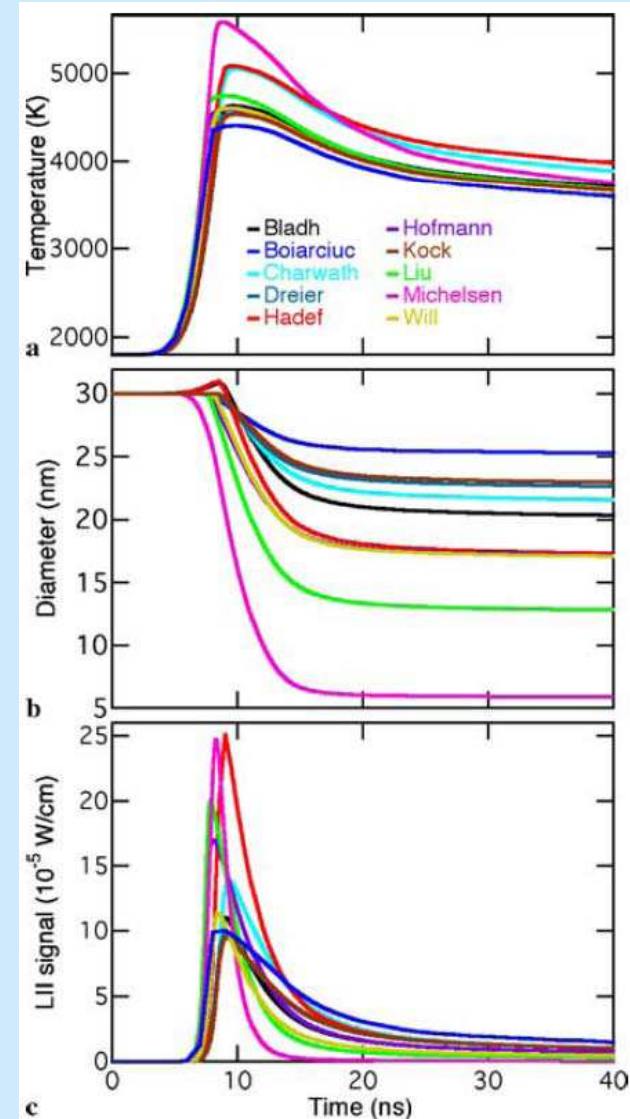 5000
4000
3000
2000
Temperature (K)
Bladh
Boiarciuc
Charwath
Dreier
Hadef
Hofmann
Kock
Liu
Michelsen
Will
a
30
25
20
15
10
5
Diameter (nm)
b
25
20
15
10
5
0
LII signal (10⁻⁵ W/cm)
0
10
20
30
40
Time (ns)
c